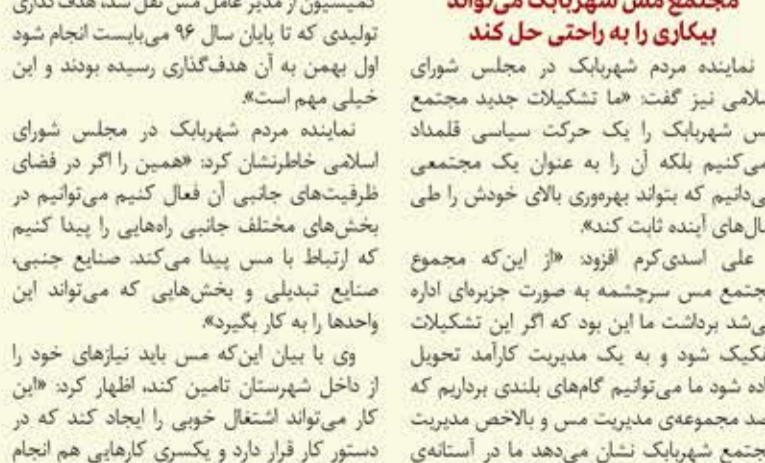 مجتمع مس شهربابک می‌تواند
بیکاری را به راحتی حل کند
نماینده مردم شهربابک در مجلس شورای
سلامی نیز گفت: «ما تشکیلات جدید مجتمع
س شهربابک را یک حرکت سیاسی قلمداد
می‌کنیم بلکه آن را به عنوان یک مجتمعی
ی‌دانیم که بتواند بهره‌وری بالای خودش را طی
ال‌های آینده ثابت کند».
علی اسدی‌کرم افزود: «از این‌که مجموع
جتمع مس سرچشمه به صورت جزیره‌ای اداره
ی‌شد برداشت ما این بود که اگر این تشکیلات
فکیک شود و به یک مدیریت کارآمد تحویل
اده شود ما می‌توانیم گام‌های بلندی برداریم که
صد مجموعه‌ی مدیریت مس و بالاخص مدیریت
جتمع شهربابک نشان می‌دهد ما در آستانه‌ی
کمیسیون از مدیر عامل مس نقل شد، هدف گذاری
تولیدی که تا پایان سال ۹۶ می‌بایست انجام شود
اول بهمن به آن هدف‌گذاری رسیده بودند و این
خیلی مهم است».
نماینده مردم شهربابک در مجلس شورای
اسلامی خاطرنشان کرد: «همین را اگر در فضای
ظرفیت‌های جانبی آن فعال کنیم می‌توانیم در
بخش‌های مختلف جانبی راه‌هایی را پیدا کنیم
که ارتباط با مس پیدا می‌کند. صنایع جنبی،
صنایع تبدیلی و بخش‌هایی که می‌تواند این
واحدها را به کار بگیرد».
وی با بیان این‌که مس باید نیازهای خود را
از داخل شهرستان تامین کند، اظهار کرد: «این
کار می‌تواند اشتغال خوبی را ایجاد کند که در
دستور کار قرار دارد و یکسری کارهایی هم انجام